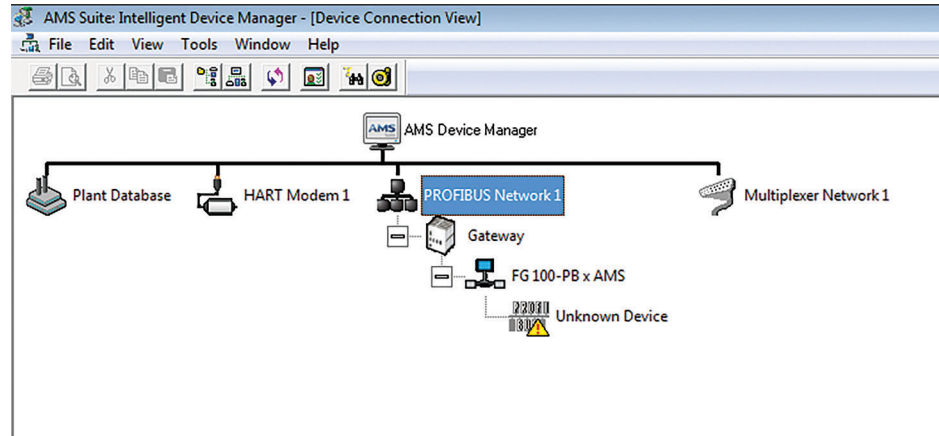 AMS Suite: Intelligent Device Manager - [Device Connection View]
File Edit View Tools Window Help
AMS AMS Device Manager
Plant Database HART Modem 1 PROFIBUS Network 1 Multiplexer Network 1
Gateway
FG 100-PB x AMS
Unknown Device